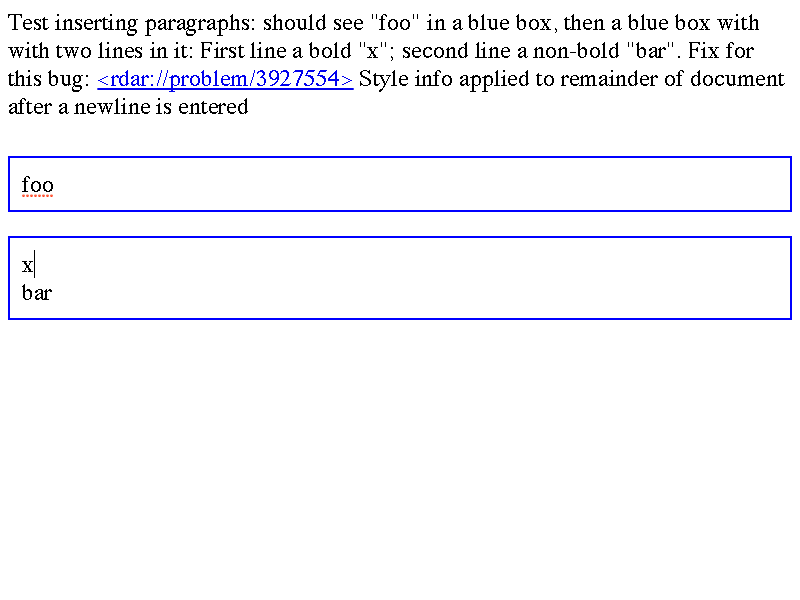 Test inserting paragraphs: should see "foo" in a blue box, then a blue box with
with two lines in it: First line a bold "x"; second line a non-bold "bar". Fix for
this bug: <rdar://problem/3927554> Style info applied to remainder of document
after a newline is entered
foo
x
bar